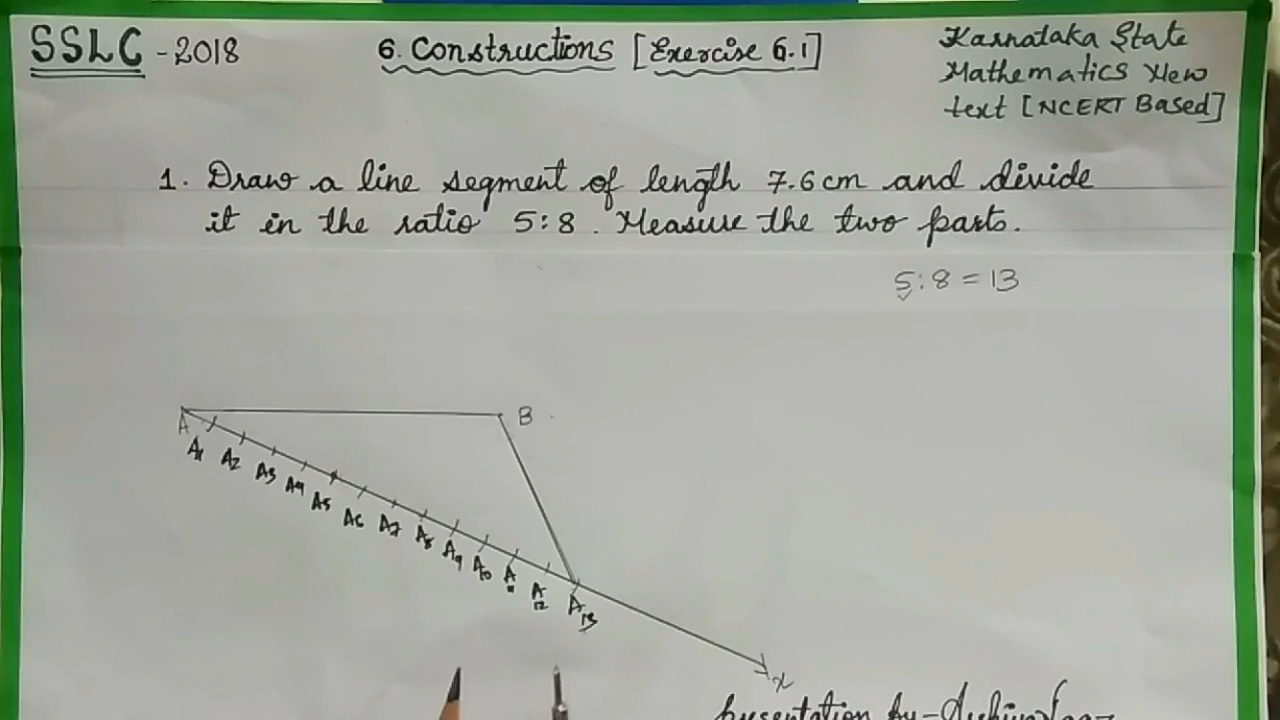 SSLC - 2018
6. Constructions [Exercise 6.1]
Karnataka State
Mathematics New
text [NCERT Based]
1. Draw a line segment of length 7.6 cm and divide
it in the ratio 5:8. Measure the two parts.
5:8 = 13
A
B
A1
A2
A3
A4
A5
A6
A7
A8
A9
A10
A11
A12
A13
X
Presentation by -